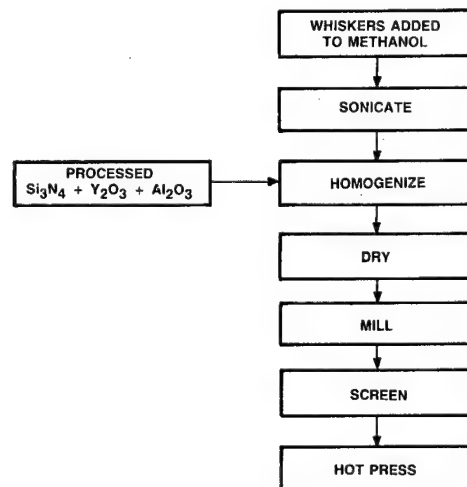 WHISKERS ADDED
TO METHANOL
SONICATE
PROCESSED
Si₃N₄ + Y₂O₃ + Al₂O₃
HOMOGENIZE
DRY
MILL
SCREEN
HOT PRESS